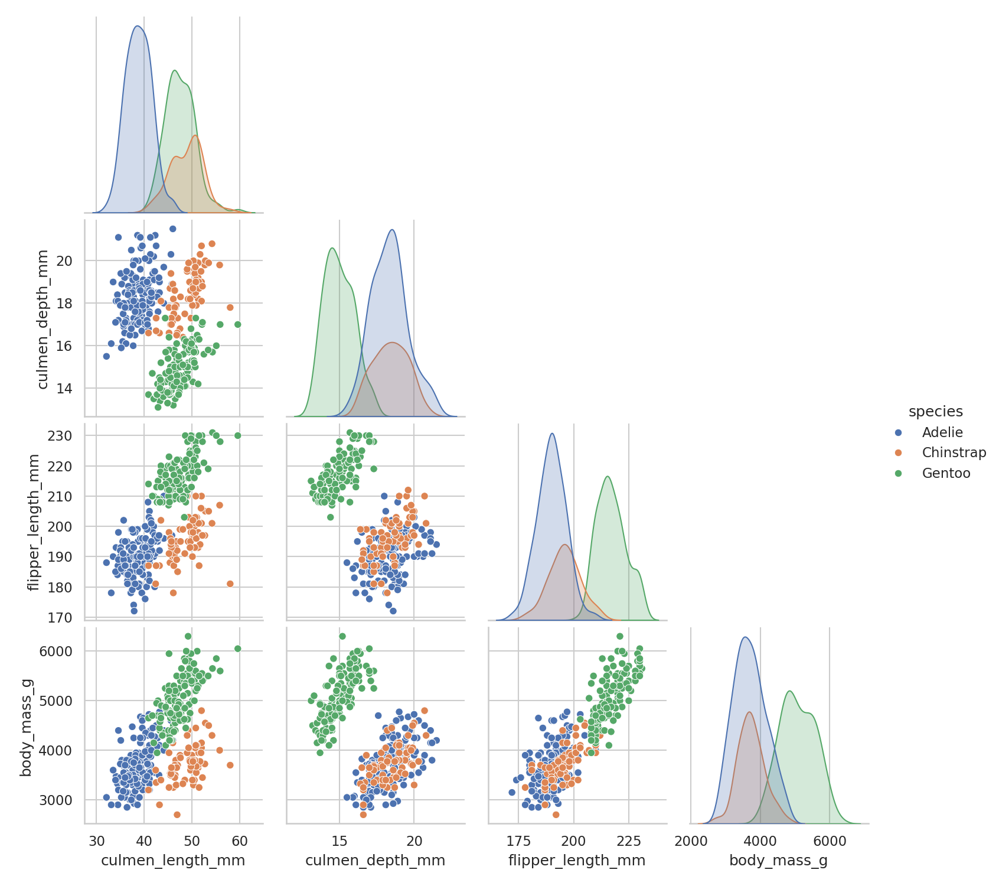 culmen_depth_mm
20
18
16
14
flipper_length_mm
230
220
210
200
190
180
170
body_mass_g
6000
5000
4000
3000
30 40 50 60
culmen_length_mm
15 20
culmen_depth_mm
175 200 225
flipper_length_mm
2000 4000 6000
body_mass_g
species
Adelie
Chinstrap
Gentoo